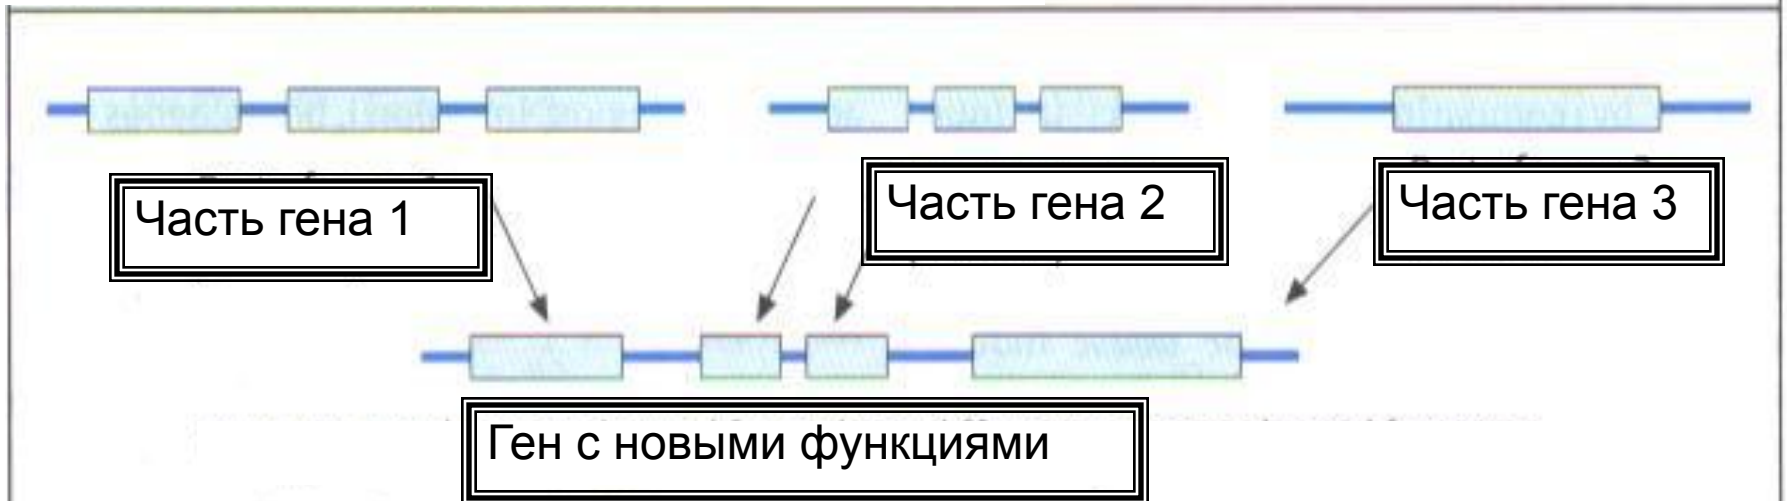 Часть гена 1
Часть гена 2
Часть гена 3
Ген с новыми функциями